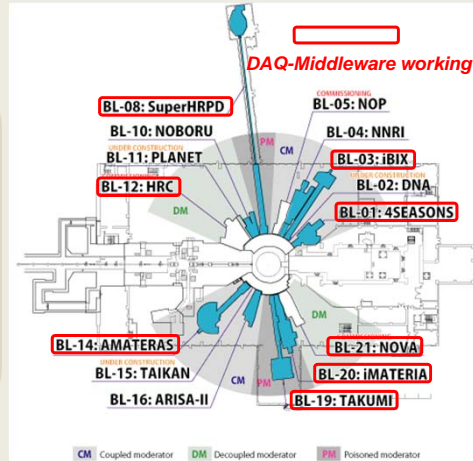 DAQ-Middleware working
COMMISSIONING
BL-05: NOP
BL-08: SuperHRPD
BL-10: NOBORU
BL-04: NNRI
UNDER CONSTRUCTION
BL-11: PLANET
BL-03: iBIX
UNDER CONSTRUCTION
BL-02: DNA
BL-12: HRC
BL-01: 4SEASONS
PM
CM
DM
DM
CM
PM
BL-14: AMATERAS
BL-21: NOVA
UNDER CONSTRUCTION
BL-15: TAIKAN
BL-20: iMATERIA
BL-16: ARISA-II
BL-19: TAKUMI
CM Coupled moderator DM Decoupled moderator PM Poisoned moderator